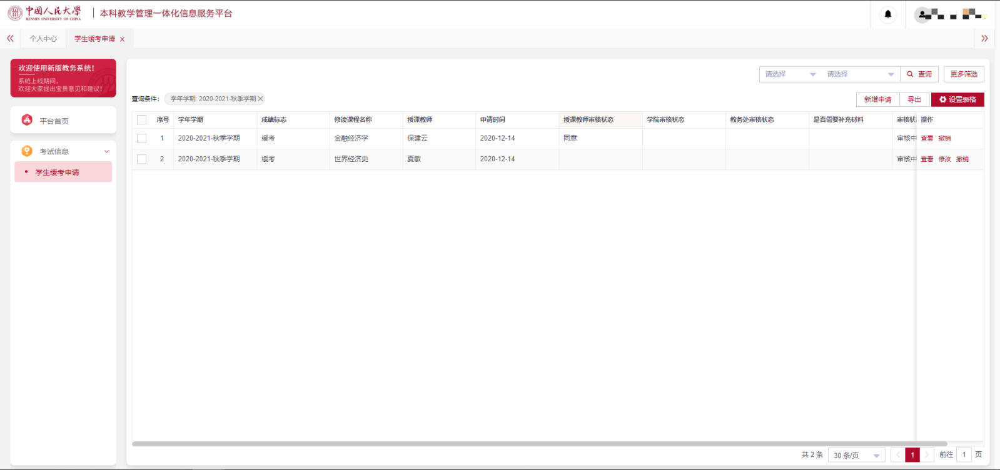 中国人民大學
RENMIN UNIVERSITY OF CHINA
本科教学管理一体化信息服务平台
个人中心
学生缓考申请
欢迎使用新版教务系统!
系统上线期间,
欢迎大家提出宝贵意见和建议!
平台首页
考试信息
学生缓考申请
请选择 请选择 查询 更多筛选
查询条件: 学年学期: 2020-2021-秋季学期
新增申请 导出 设置表格
序号 学年学期 成绩标志 修读课程名称 授课教师 申请时间 授课教师审核状态 学院审核状态 教务处审核状态 是否需要补充材料 审核状 操作
1 2020-2021-秋季学期 缓考 金融经济学 保建云 2020-12-14 同意 审核中 查看 撤销
2 2020-2021-秋季学期 缓考 世界经济史 夏敏 2020-12-14 审核中 查看 修改 撤销
共 2 条 30 条/页 1 前往 1 页